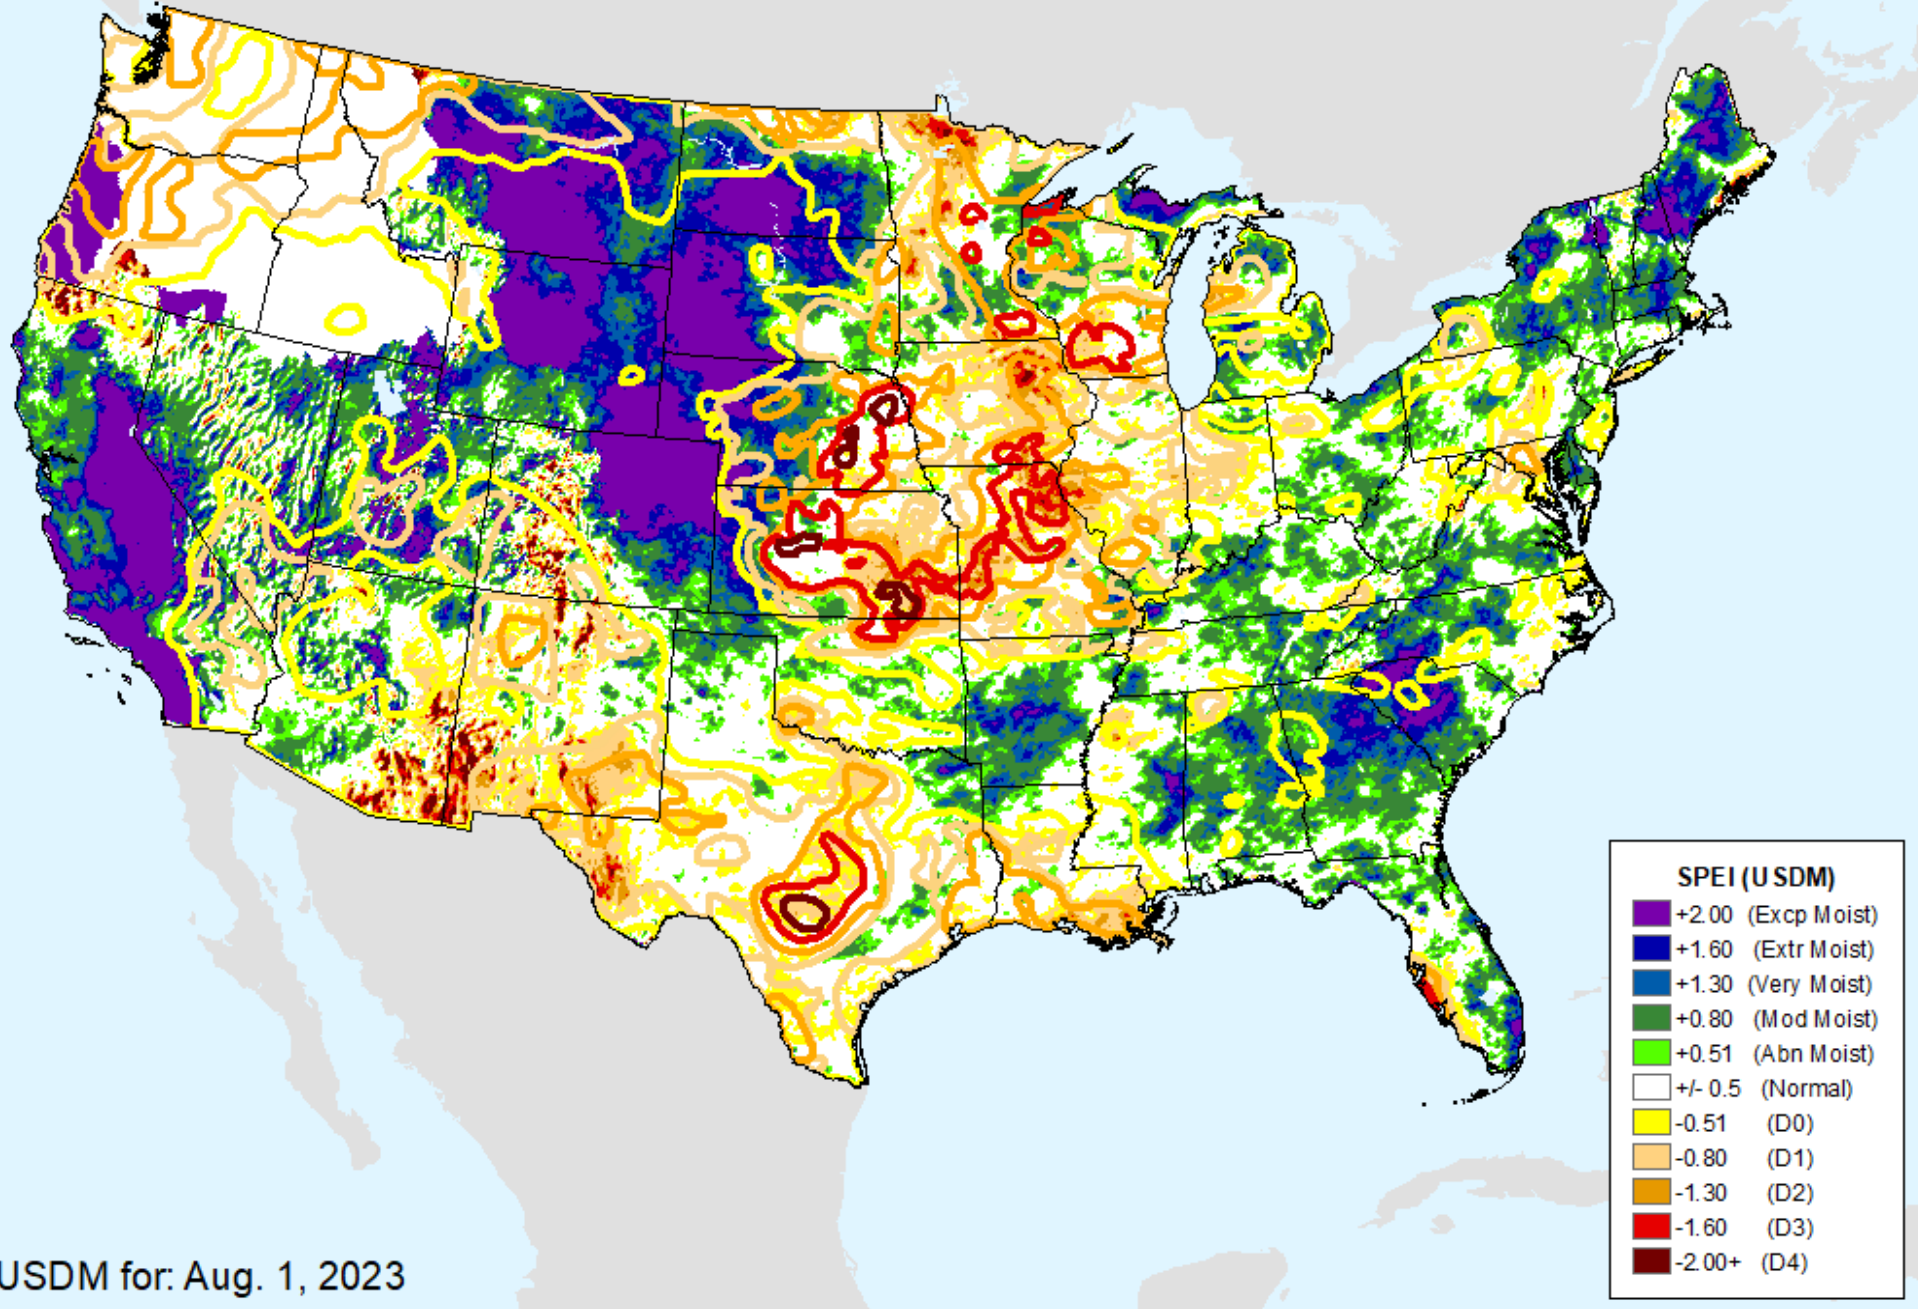 SPEI (USDM)
+2.00 (Excp Moist)
+1.60 (Extr Moist)
+1.30 (Very Moist)
+0.80 (Mod Moist)
+0.51 (Abn Moist)
+/- 0.5 (Normal)
-0.51 (D0)
-0.80 (D1)
-1.30 (D2)
-1.60 (D3)
-2.00+ (D4)
USDM for: Aug. 1, 2023